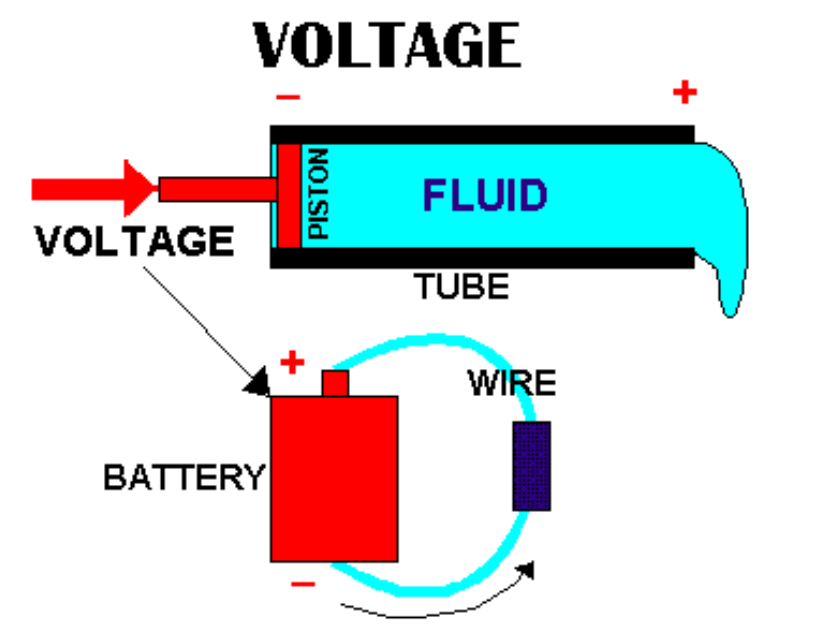 VOLTAGE
− +
PISTON
FLUID
VOLTAGE
TUBE
+
WIRE
BATTERY
−